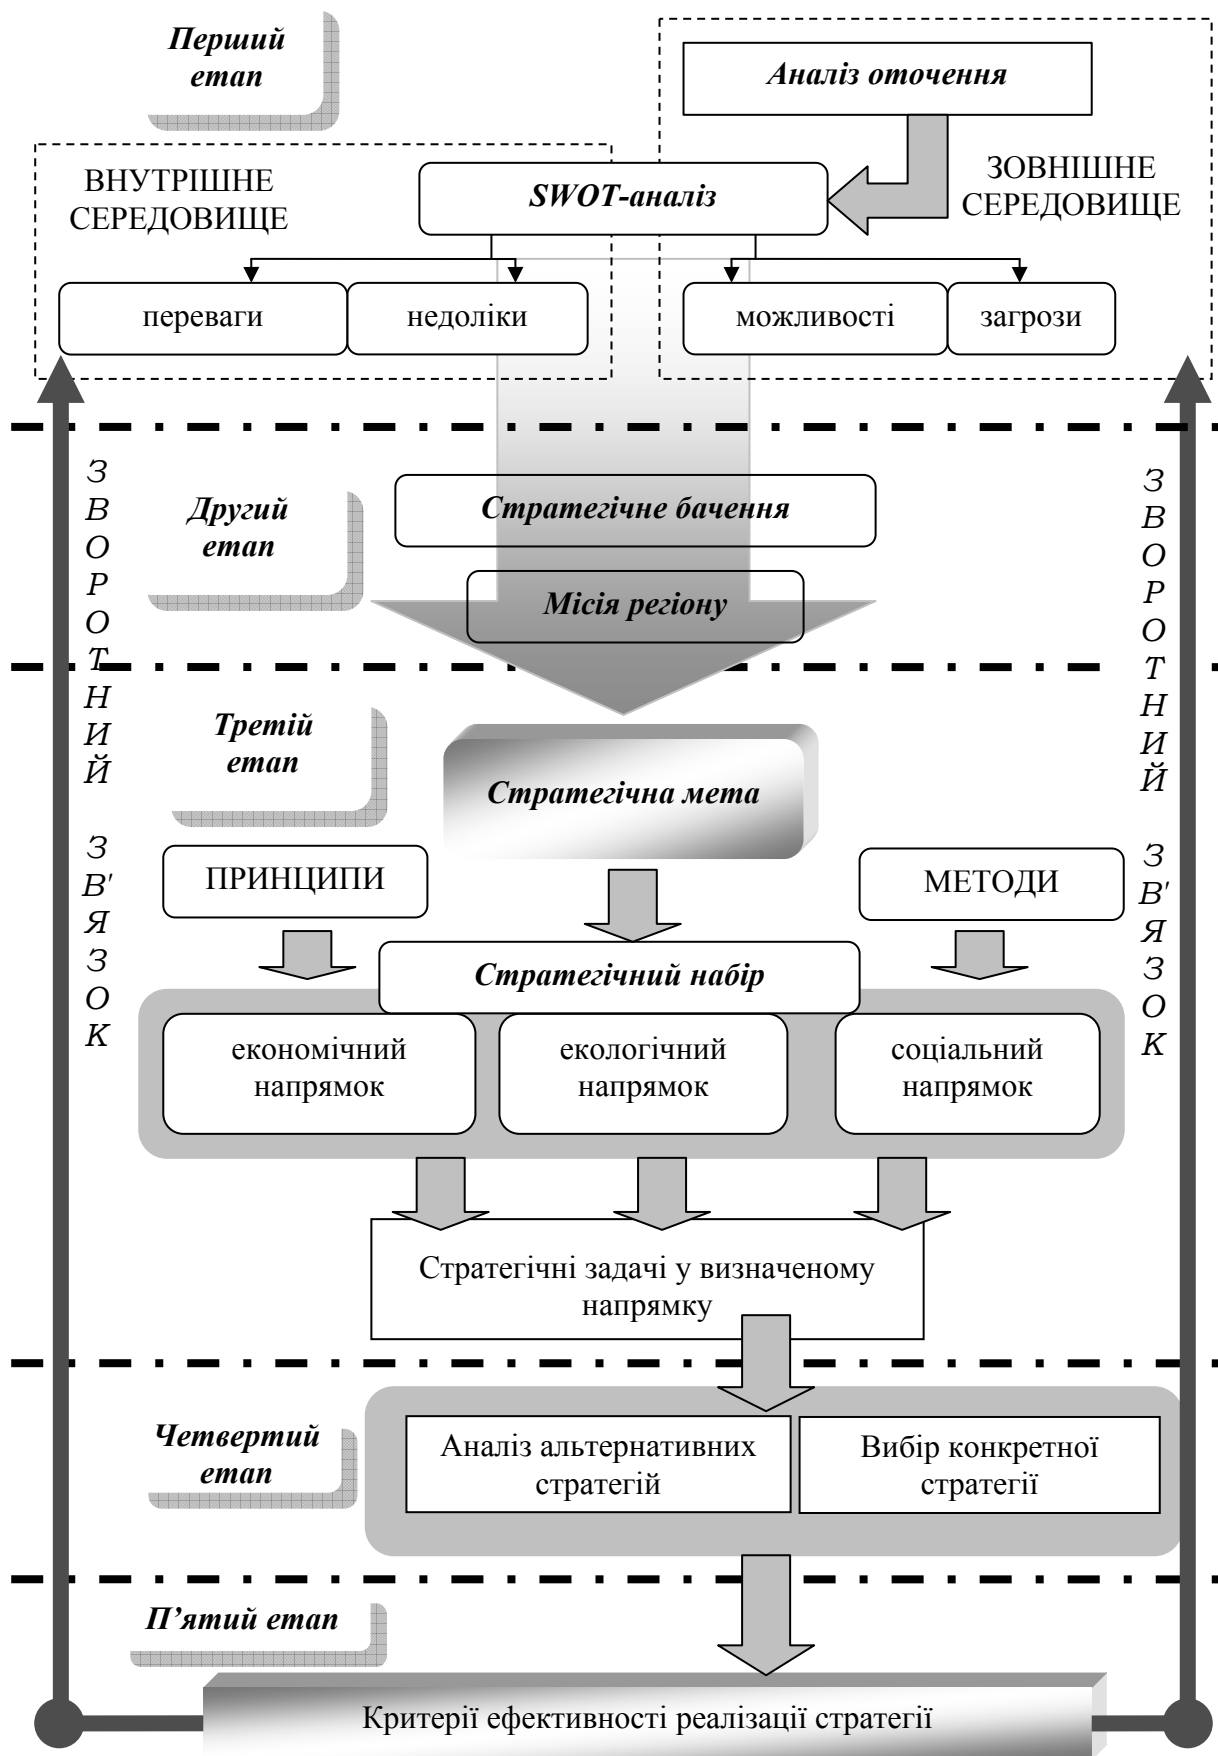 Перший
етап
Аналіз оточення
ВНУТРІШНЕ
СЕРЕДОВИЩЕ
SWOT-аналіз
ЗОВНІШНЕ
СЕРЕДОВИЩЕ
переваги
недоліки
можливості
загрози
ЗВОРОТНИЙ ЗВ'ЯЗОК
Другий
етап
Стратегічне бачення
Місія регіону
ЗВОРОТНИЙ ЗВ'ЯЗОК
Третій
етап
Стратегічна мета
ПРИНЦИПИ
МЕТОДИ
Стратегічний набір
економічний
напрямок
екологічний
напрямок
соціальний
напрямок
Стратегічні задачі у визначеному
напрямку
Четвертий
етап
Аналіз альтернативних
стратегій
Вибір конкретної
стратегії
П’ятий етап
Критерії ефективності реалізації стратегії